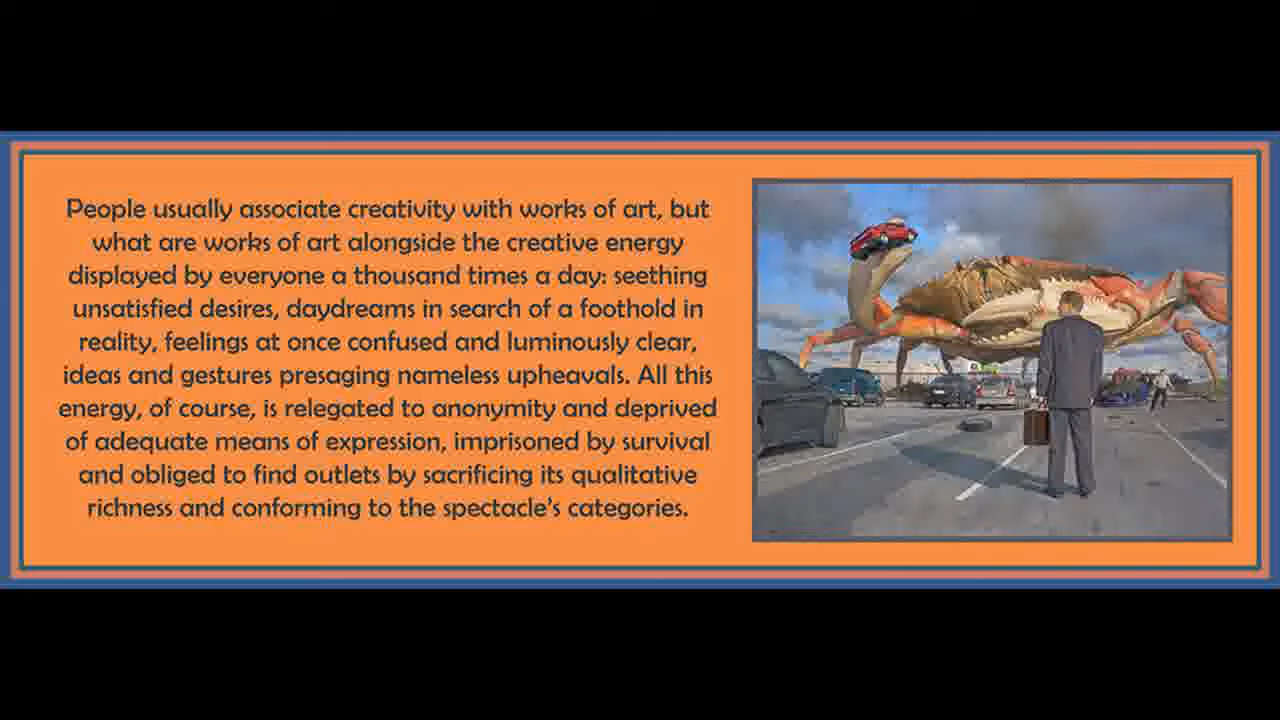 People usually associate creativity with works of art, but
what are works of art alongside the creative energy
displayed by everyone a thousand times a day: seething
unsatisfied desires, daydreams in search of a foothold in
reality, feelings at once confused and luminously clear,
ideas and gestures presaging nameless upheavals. All this
energy, of course, is relegated to anonymity and deprived
of adequate means of expression, imprisoned by survival
and obliged to find outlets by sacrificing its qualitative
richness and conforming to the spectacle’s categories.